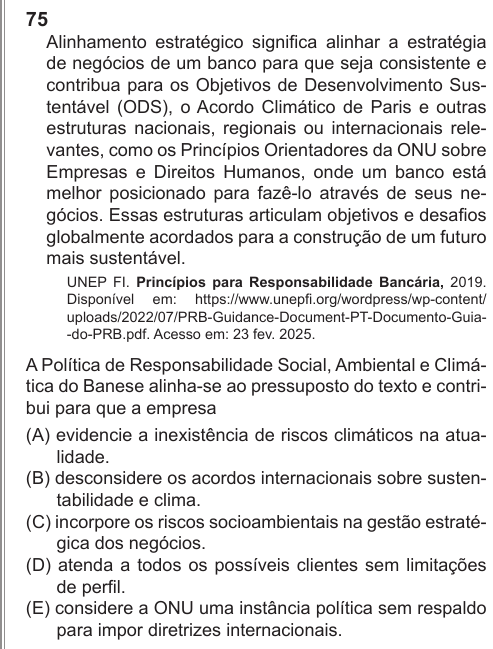 75
Alinhamento estratégico significa alinhar a estratégia
de negócios de um banco para que seja consistente e
contribua para os Objetivos de Desenvolvimento Sus-
tentável (ODS), o Acordo Climático de Paris e outras
estruturas nacionais, regionais ou internacionais rele-
vantes, como os Princípios Orientadores da ONU sobre
Empresas e Direitos Humanos, onde um banco está
melhor posicionado para fazê-lo através de seus ne-
gócios. Essas estruturas articulam objetivos e desafios
globalmente acordados para a construção de um futuro
mais sustentável.
UNEP FI. Princípios para Responsabilidade Bancária, 2019.
Disponível em: https://www.unepfi.org/wordpress/wp-content/
uploads/2022/07/PRB-Guidance-Document-PT-Documento-Guia-
-do-PRB.pdf. Acesso em: 23 fev. 2025.
A Política de Responsabilidade Social, Ambiental e Climá-
tica do Banese alinha-se ao pressuposto do texto e contri-
bui para que a empresa
(A) evidencie a inexistência de riscos climáticos na atua-
lidade.
(B) desconsidere os acordos internacionais sobre susten-
tabilidade e clima.
(C) incorpore os riscos socioambientais na gestão estraté-
gica dos negócios.
(D) atenda a todos os possíveis clientes sem limitações
de perfil.
(E) considere a ONU uma instância política sem respaldo
para impor diretrizes internacionais.